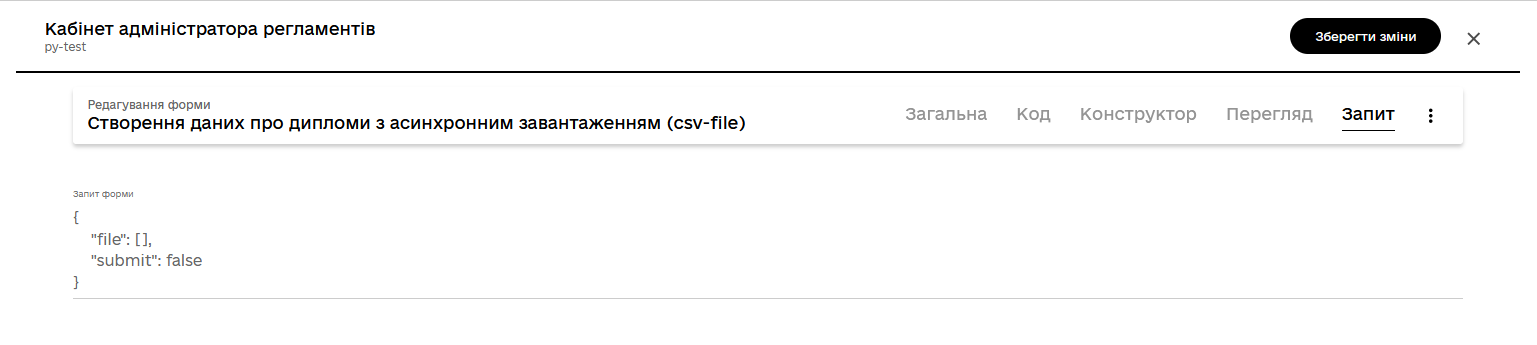 Кабінет адміністратора регламентів
py-test
Зберегти зміни
Редагування форми
Створення даних про дипломи з асинхронним завантаженням (csv-file)
Загальна
Код
Конструктор
Перегляд
Запит
Запит форми
{
"file": [],
"submit": false
}